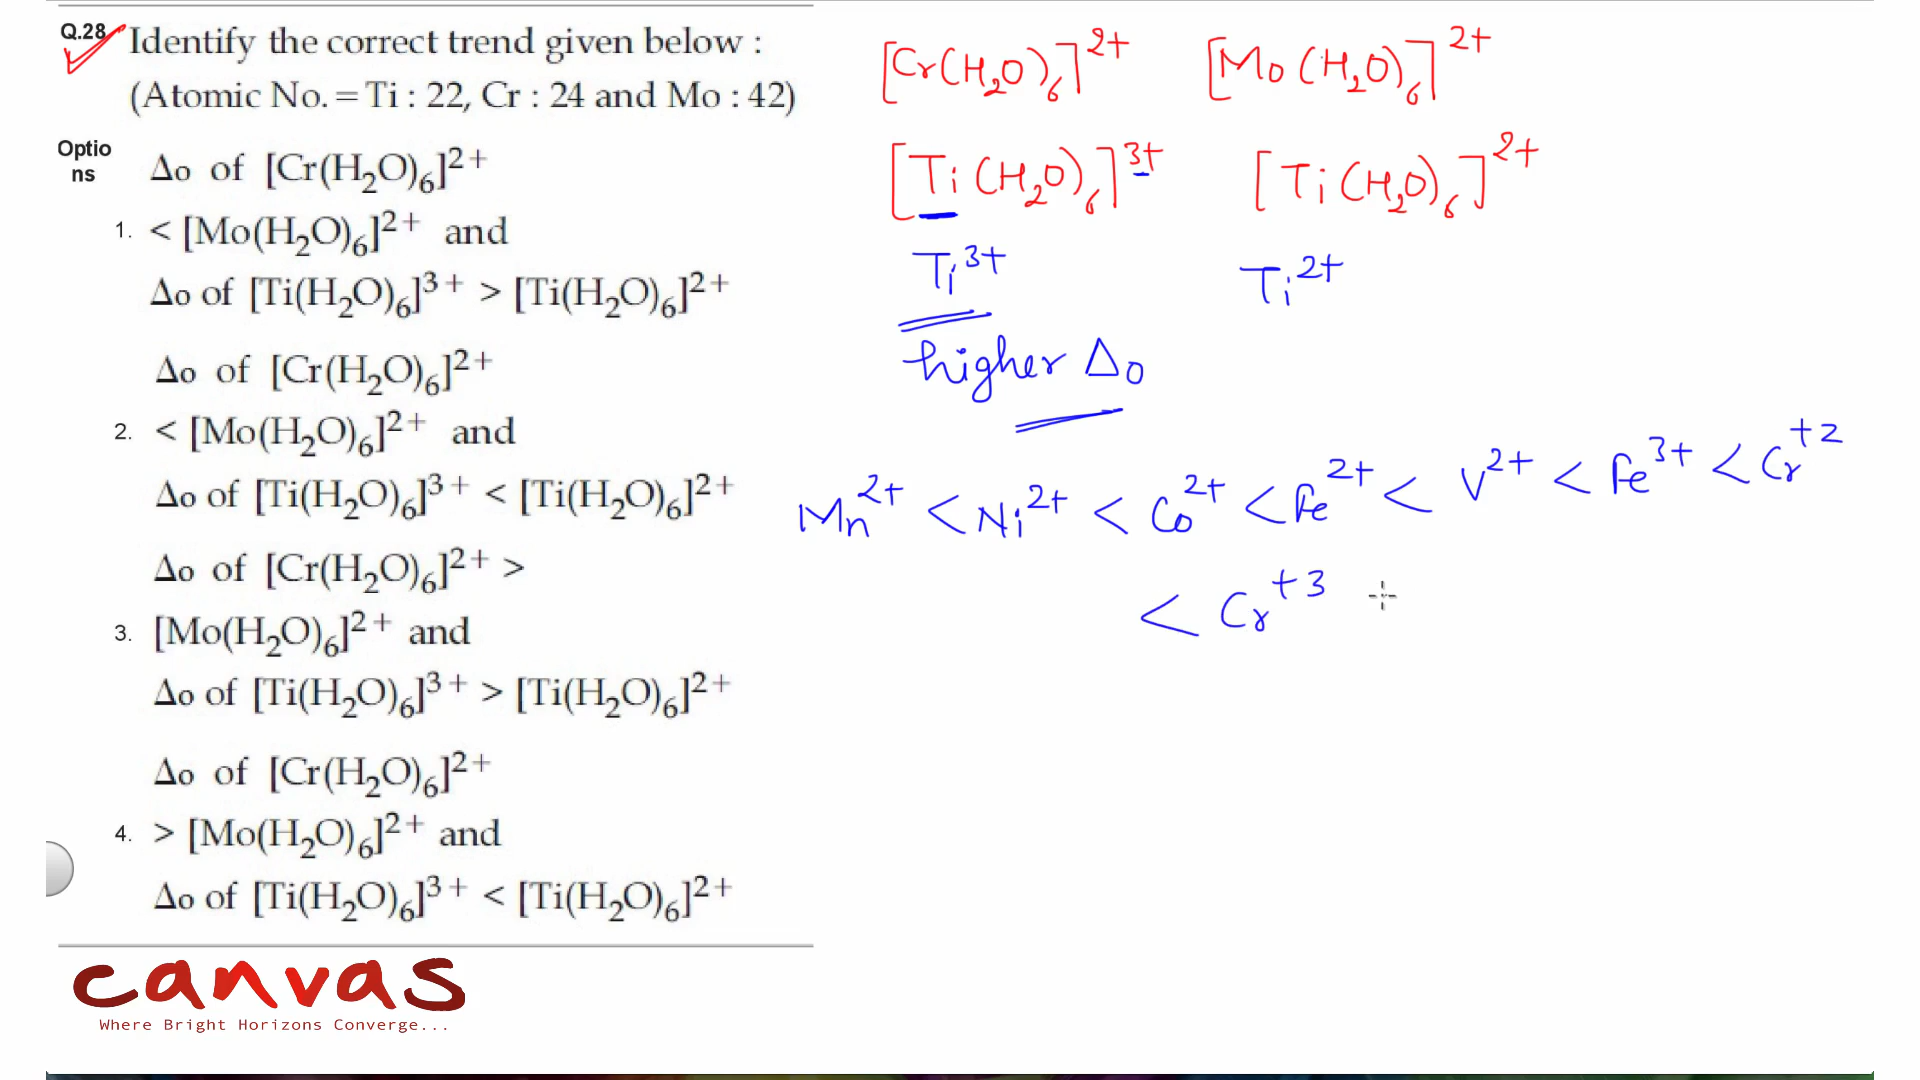 Q.28 Identify the correct trend given below :
(Atomic No. = Ti : 22, Cr : 24 and Mo : 42)
Optio
ns
Δo of [Cr(H₂O)₆]²⁺
1. < [Mo(H₂O)₆]²⁺ and
Δo of [Ti(H₂O)₆]³⁺ > [Ti(H₂O)₆]²⁺
Δo of [Cr(H₂O)₆]²⁺
2. < [Mo(H₂O)₆]²⁺ and
Δo of [Ti(H₂O)₆]³⁺ < [Ti(H₂O)₆]²⁺
Δo of [Cr(H₂O)₆]²⁺ >
3. [Mo(H₂O)₆]²⁺ and
Δo of [Ti(H₂O)₆]³⁺ > [Ti(H₂O)₆]²⁺
Δo of [Cr(H₂O)₆]²⁺
4. > [Mo(H₂O)₆]²⁺ and
Δo of [Ti(H₂O)₆]³⁺ < [Ti(H₂O)₆]²⁺
canvas
Where Bright Horizons Converge...
[Cr(H₂O)₆]²⁺ [Mo(H₂O)₆]²⁺
[Ti(H₂O)₆]³⁺ [Ti(H₂O)₆]²⁺
Ti³⁺ Ti²⁺
higher Δo
Mn²⁺ < Ni²⁺ < Co²⁺ < Fe²⁺ < V²⁺ < Fe³⁺ < Cr⁺²
< Cr⁺³